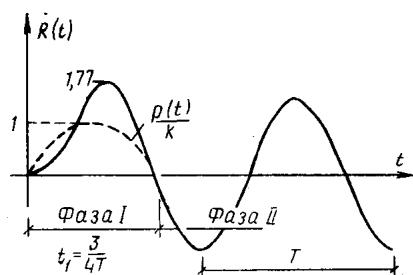 R(t)
1,77
1
p(t)/k
t
Фаза I
Фаза II
t₁ = 3/4T
T